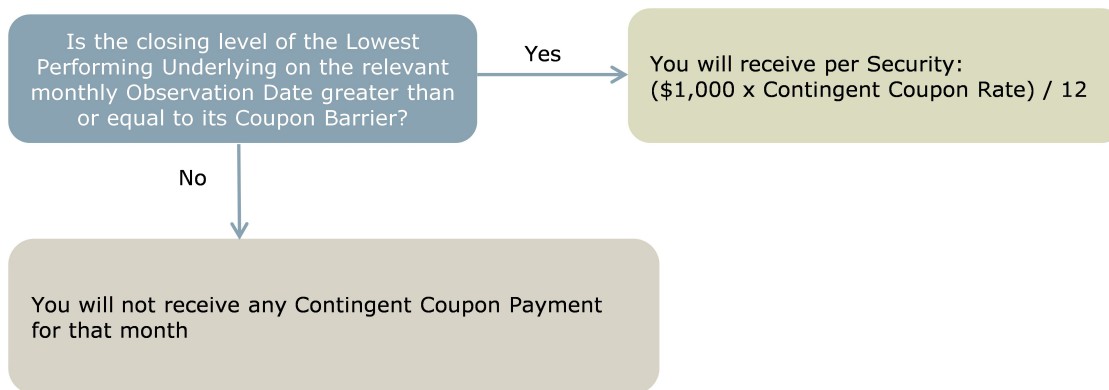 Is the closing level of the Lowest
Performing Underlying on the relevant
monthly Observation Date greater than
or equal to its Coupon Barrier?
Yes
You will receive per Security:
($1,000 x Contingent Coupon Rate) / 12
No
You will not receive any Contingent Coupon Payment
for that month